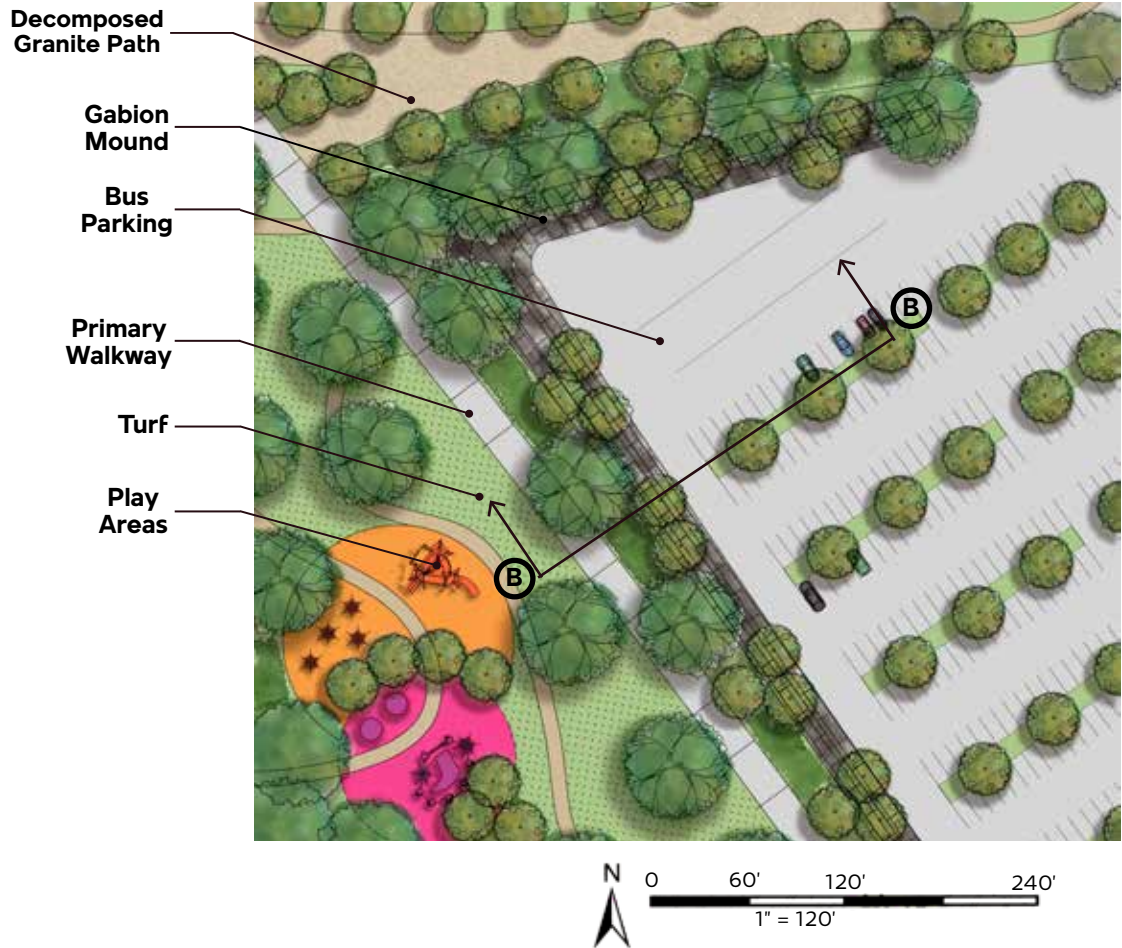 Decomposed
Granite Path
Gabion
Mound
Bus
Parking
Primary
Walkway
Turf
Play
Areas
B
B
N
0 60' 120' 240'
1" = 120'